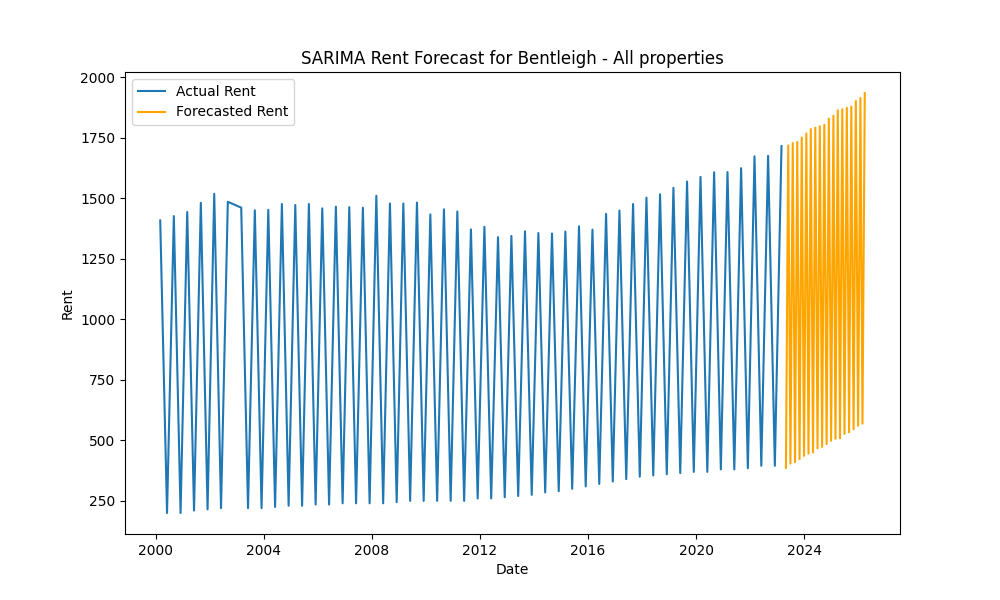 SARIMA Rent Forecast for Bentleigh - All properties
Actual Rent
Forecasted Rent
2000
1750
1500
1250
1000
750
500
250
Rent
2000 2004 2008 2012 2016 2020 2024
Date